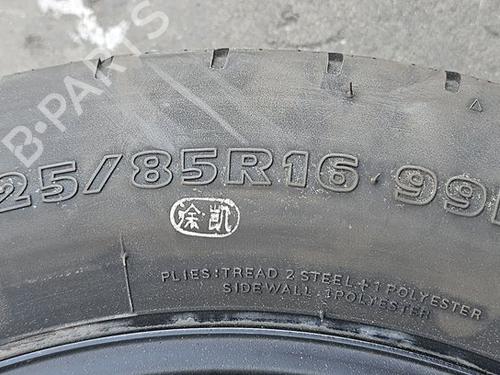 B-PARTS
25/85R16 99
徐凯
PLIES: TREAD 2 STEEL + 1 POLYESTER
SIDEWALL: 1 POLYESTER